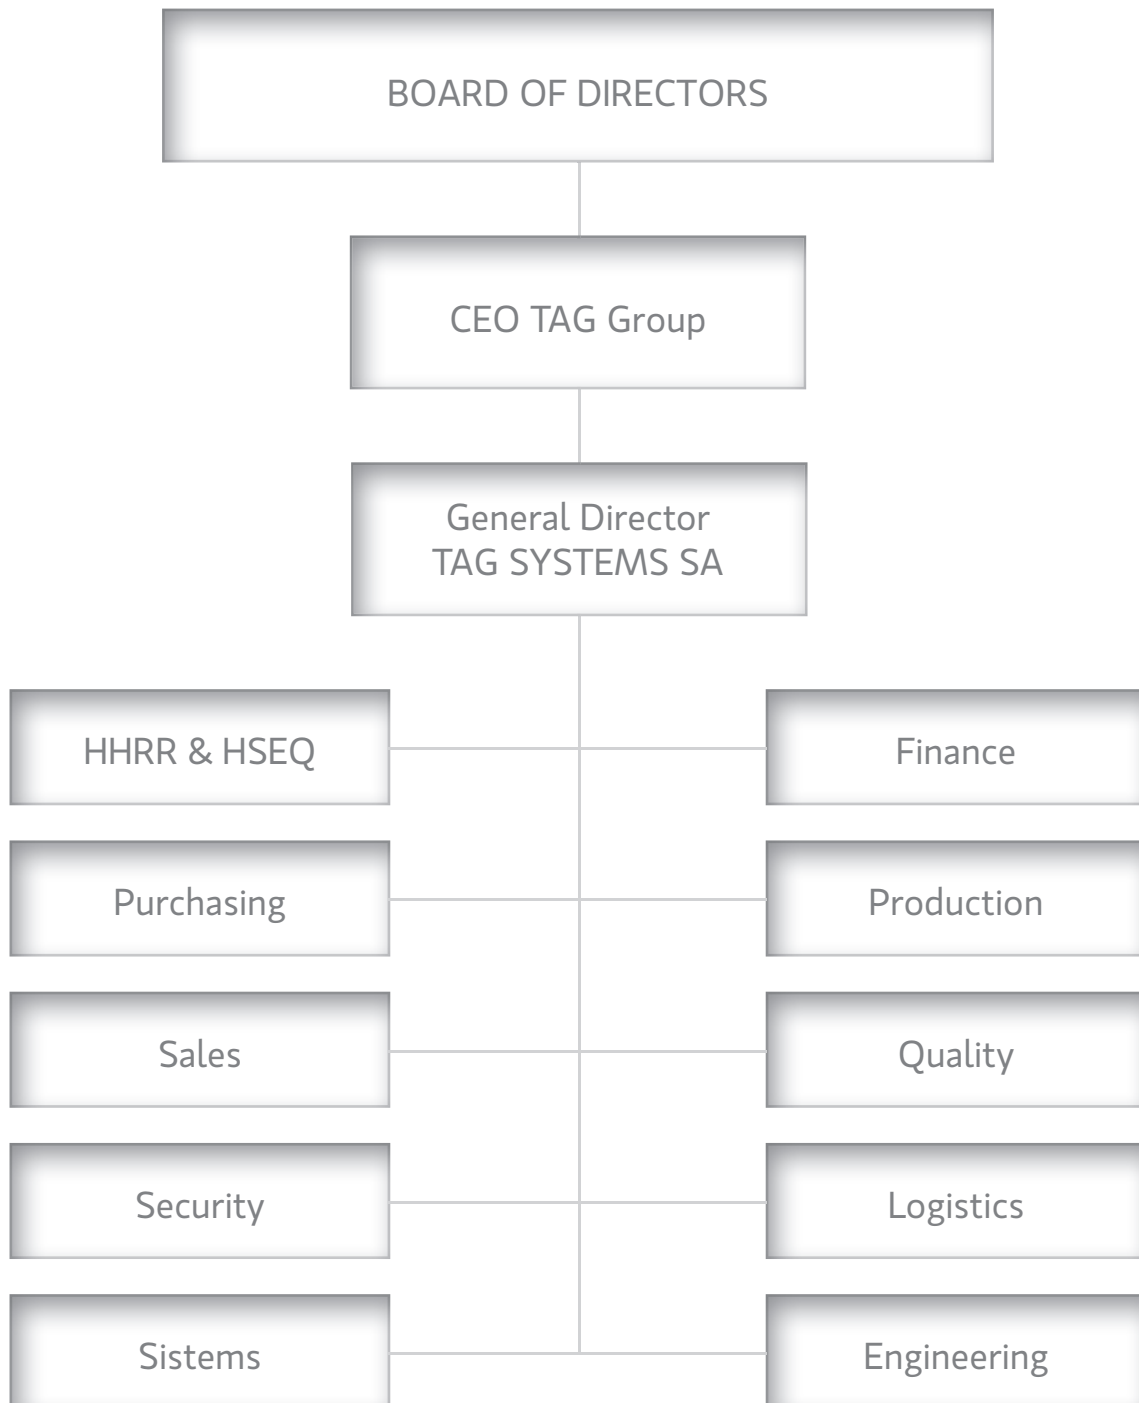 BOARD OF DIRECTORS
CEO TAG Group
General Director
TAG SYSTEMS SA
HHRR & HSEQ
Finance
Purchasing
Production
Sales
Quality
Security
Logistics
Sistems
Engineering